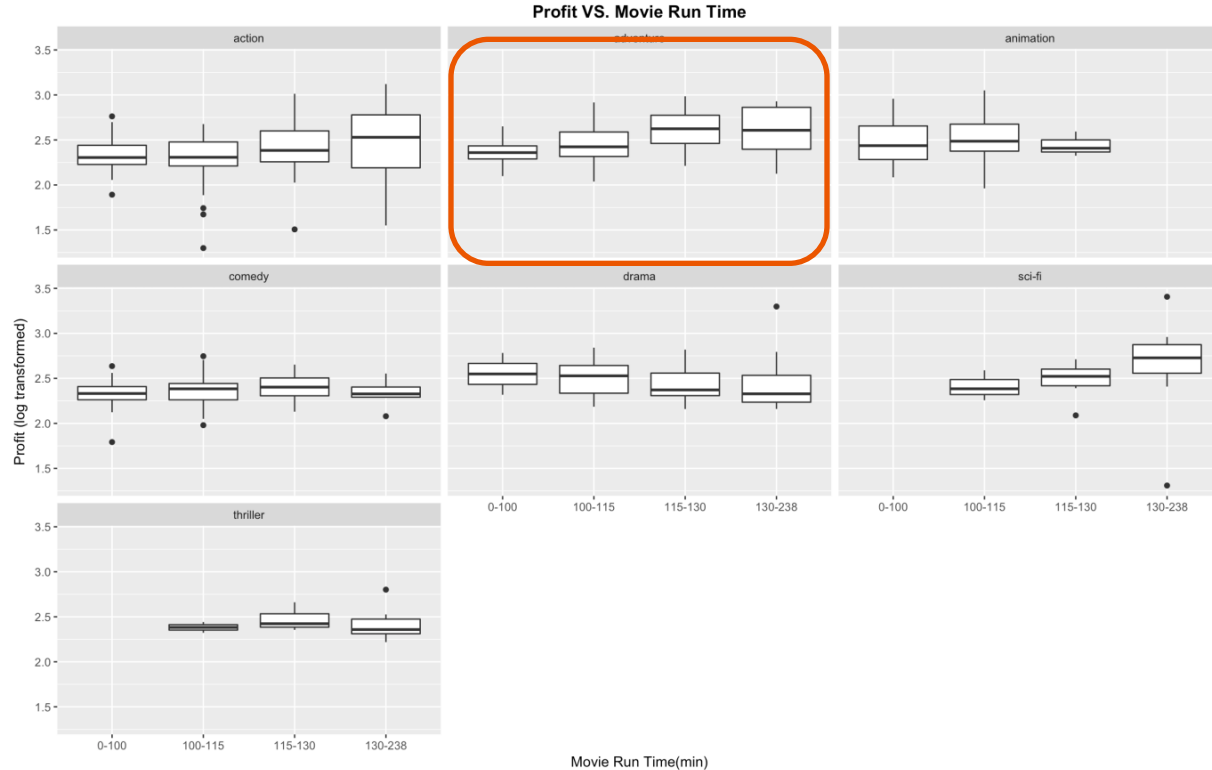 Profit VS. Movie Run Time
action
adventure
animation
3.5
3.0
2.5
2.0
1.5
comedy
drama
sci-fi
3.5
3.0
2.5
2.0
1.5
Profit (log transformed)
0-100 100-115 115-130 130-238
0-100 100-115 115-130 130-238
thriller
3.5
3.0
2.5
2.0
1.5
0-100 100-115 115-130 130-238
Movie Run Time(min)